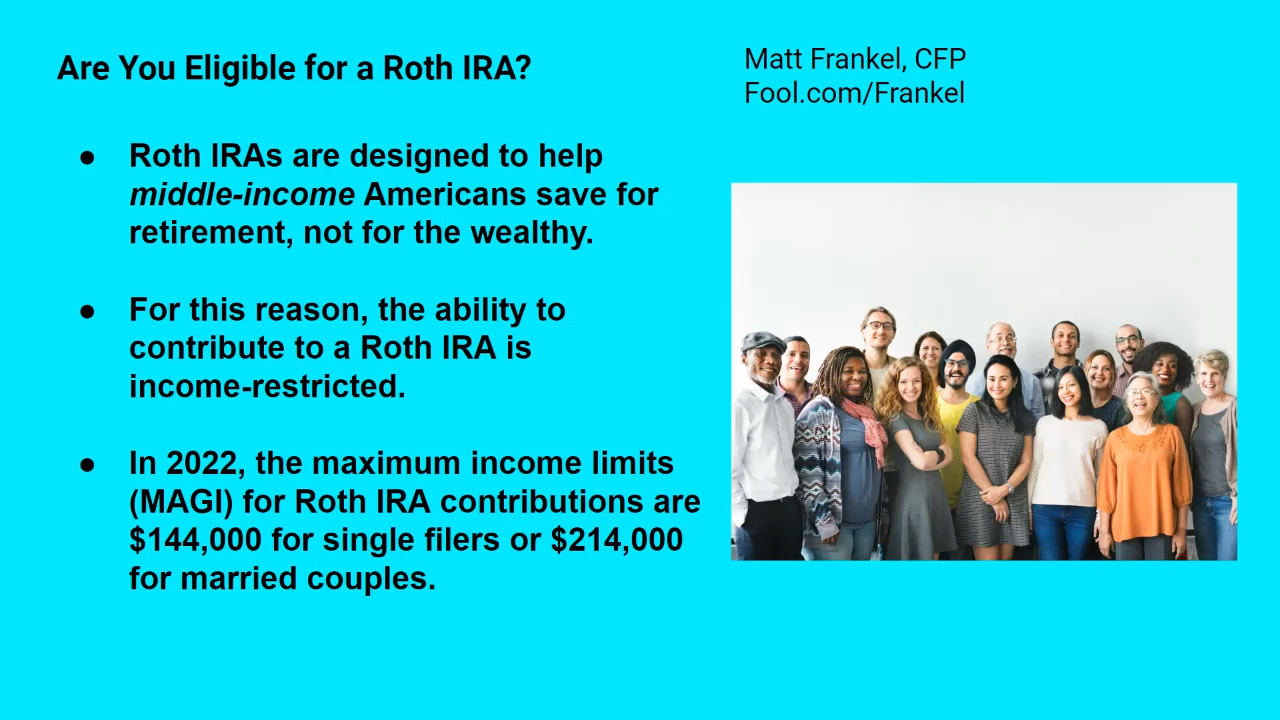 Are You Eligible for a Roth IRA?
Matt Frankel, CFP
Fool.com/Frankel
● Roth IRAs are designed to help
middle-income Americans save for
retirement, not for the wealthy.
● For this reason, the ability to
contribute to a Roth IRA is
income-restricted.
● In 2022, the maximum income limits
(MAGI) for Roth IRA contributions are
$144,000 for single filers or $214,000
for married couples.